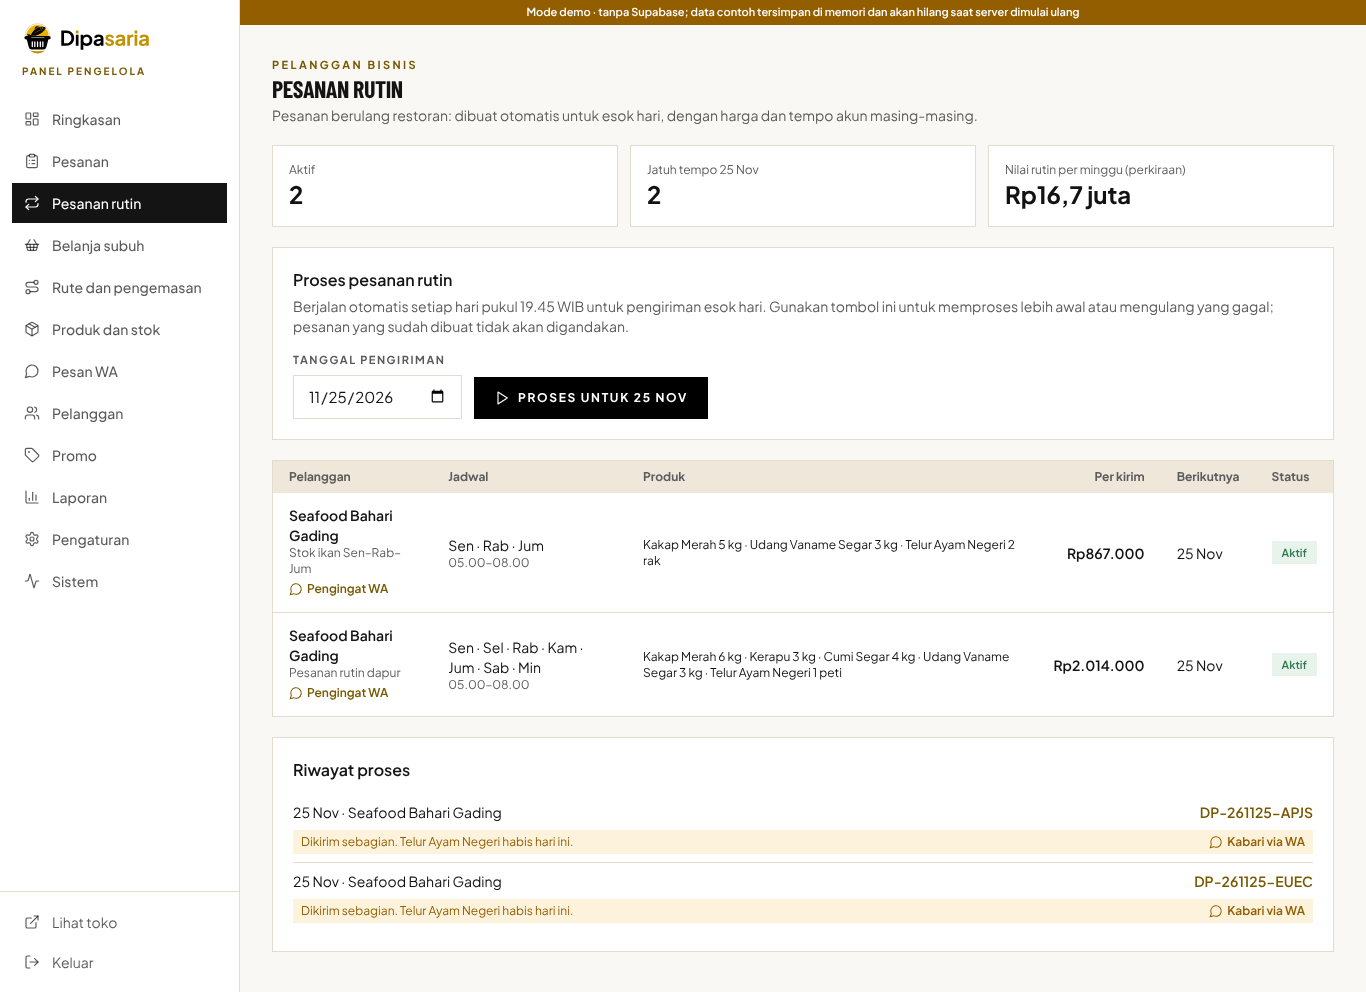 Mode demo · tanpa Supabase; data contoh tersimpan di memori dan akan hilang saat server dimulai ulang
Dipasaria
PANEL PENGELOLA
Ringkasan
Pesanan
Pesanan rutin
Belanja subuh
Rute dan pengemasan
Produk dan stok
Pesan WA
Pelanggan
Promo
Laporan
Pengaturan
Sistem
Lihat toko
Keluar
PELANGGAN BISNIS
PESANAN RUTIN
Pesanan berulang restoran: dibuat otomatis untuk esok hari, dengan harga dan tempo akun masing-masing.
Aktif
2
Jatuh tempo 25 Nov
2
Nilai rutin per minggu (perkiraan)
Rp16,7 juta
Proses pesanan rutin
Berjalan otomatis setiap hari pukul 19.45 WIB untuk pengiriman esok hari. Gunakan tombol ini untuk memproses lebih awal atau mengulang yang gagal;
pesanan yang sudah dibuat tidak akan digandakan.
TANGGAL PENGIRIMAN
11/25/2026
PROSES UNTUK 25 NOV
Pelanggan Jadwal Produk Per kirim Berikutnya Status
Seafood Bahari
Gading
Stok ikan Sen–Rab–
Jum
Pengingat WA
Sen · Rab · Jum
05.00–08.00
Kakap Merah 5 kg · Udang Vaname Segar 3 kg · Telur Ayam Negeri 2
rak
Rp867.000
25 Nov
Aktif
Seafood Bahari
Gading
Pesanan rutin dapur
Pengingat WA
Sen · Sel · Rab · Kam ·
Jum · Sab · Min
05.00–08.00
Kakap Merah 6 kg · Kerapu 3 kg · Cumi Segar 4 kg · Udang Vaname
Segar 3 kg · Telur Ayam Negeri 1 peti
Rp2.014.000
25 Nov
Aktif
Riwayat proses
25 Nov · Seafood Bahari Gading DP-261125-APJS
Dikirim sebagian. Telur Ayam Negeri habis hari ini. Kabari via WA
25 Nov · Seafood Bahari Gading DP-261125-EUEC
Dikirim sebagian. Telur Ayam Negeri habis hari ini. Kabari via WA